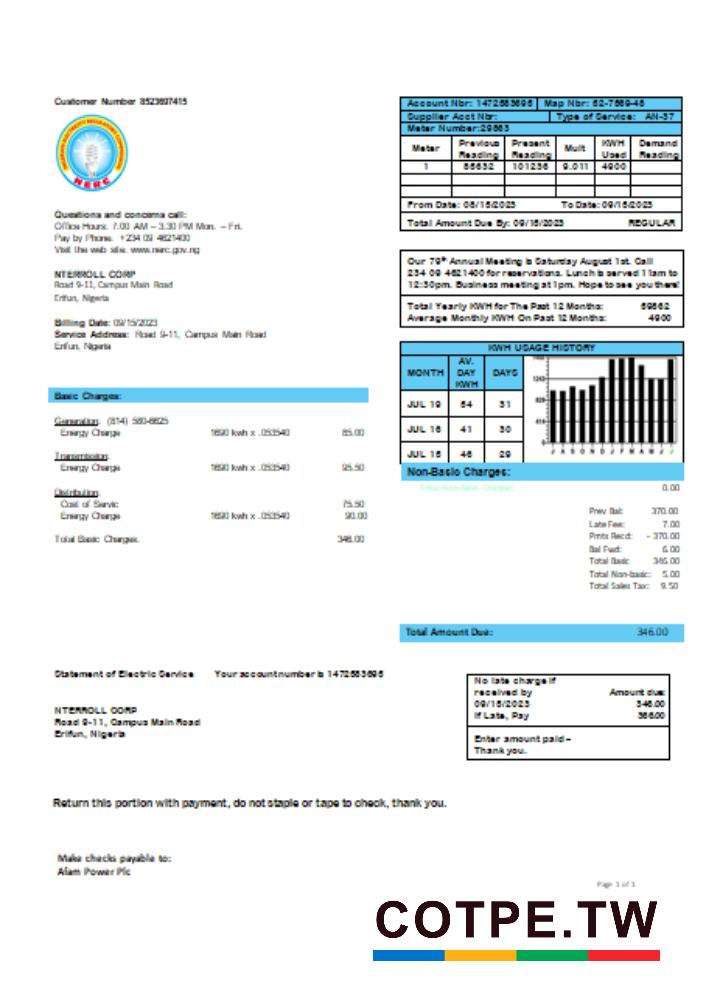 Customer Number 8523697415
NERC
Questions and concerns call:
Office Hours. 7.00 AM – 3.30 PM Mon. – Fri.
Pay by Phone. +234 09 4621400
Visit the web site. www.nerc.gov.ng
NTERROLL CORP
Road 9-11, Campus Main Road
Erifun, Nigeria
Billing Date: 09/15/2023
Service Address: Road 9-11, Campus Main Road
Erifun, Nigeria
Account Nbr: 1472583695 Map Nbr: 52-7889-48
Supplier Acct Nbr: Type of Service: AN-37
Meter Number:29863
Meter Previous Reading Present Reading Mult KWH Used Demand Reading
1 85632 101236 9.011 4900
From Date: 08/15/2023 To Date: 09/15/2023
Total Amount Due By: 09/15/2023 REGULAR
Our 79th Annual Meeting is Saturday August 1st. Call
234 09 4621400 for reservations. Lunch is served 11am to
12:30pm. Business meeting at 1pm. Hope to see you there!
Total Yearly KWH for The Past 12 Months:
Average Monthly KWH On Past 12 Months: 4900
KWH USAGE HISTORY
MONTH AV. DAY KWH DAYS
JUL 19 54 31
JUL 16 41 30
JUL 15 46 29
J A S O N D J F M A M J J
Basic Charges:
Generation: (814) 580-6625
Energy Charge 1690 kwh x .053540 85.00
Transmission:
Energy Charge 1690 kwh x .053540 95.50
Distribution:
Cost of Servic 75.50
Energy Charge 1690 kwh x .053540 90.00
Total Basic Charges. 346.00
Non-Basic Charges:
Total Non-Basic Charges: 0.00
Prev Bal: 370.00
Late Fee: 7.00
Pmts Recd: - 370.00
Bal Fwd: 6.00
Total Basic 346.00
Total Non-basic: 5.00
Total Sales Tax: 9.50
Total Amount Due: 346.00
Statement of Electric Service Your account number is 1472583695
NTERROLL CORP
Road 9-11, Campus Main Road
Erifun, Nigeria
No late charge if
received by Amount due:
09/15/2023 346.00
If Late, Pay 366.00
Enter amount paid –
Thank you.
Return this portion with payment, do not staple or tape to check, thank you.
Make checks payable to:
Alam Power Plc
Page 1 of 1
COTPE.TW